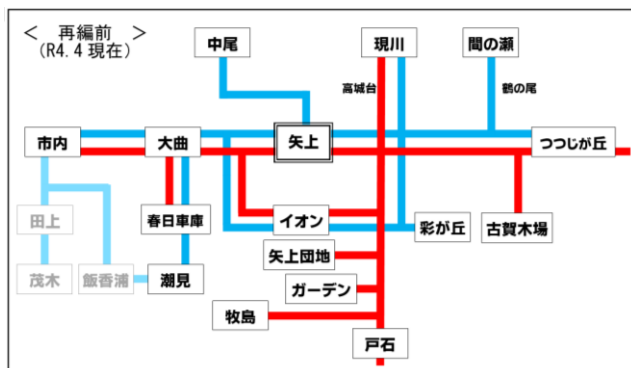 ＜ 再編前 ＞
(R4.4 現在)
中尾
現川
間の瀬
高城台
鶴の尾
市内
大曲
矢上
つつじが丘
田上
春日車庫
イオン
彩が丘
古賀木場
矢上団地
茂木
飯香浦
潮見
ガーデン
牧島
戸石